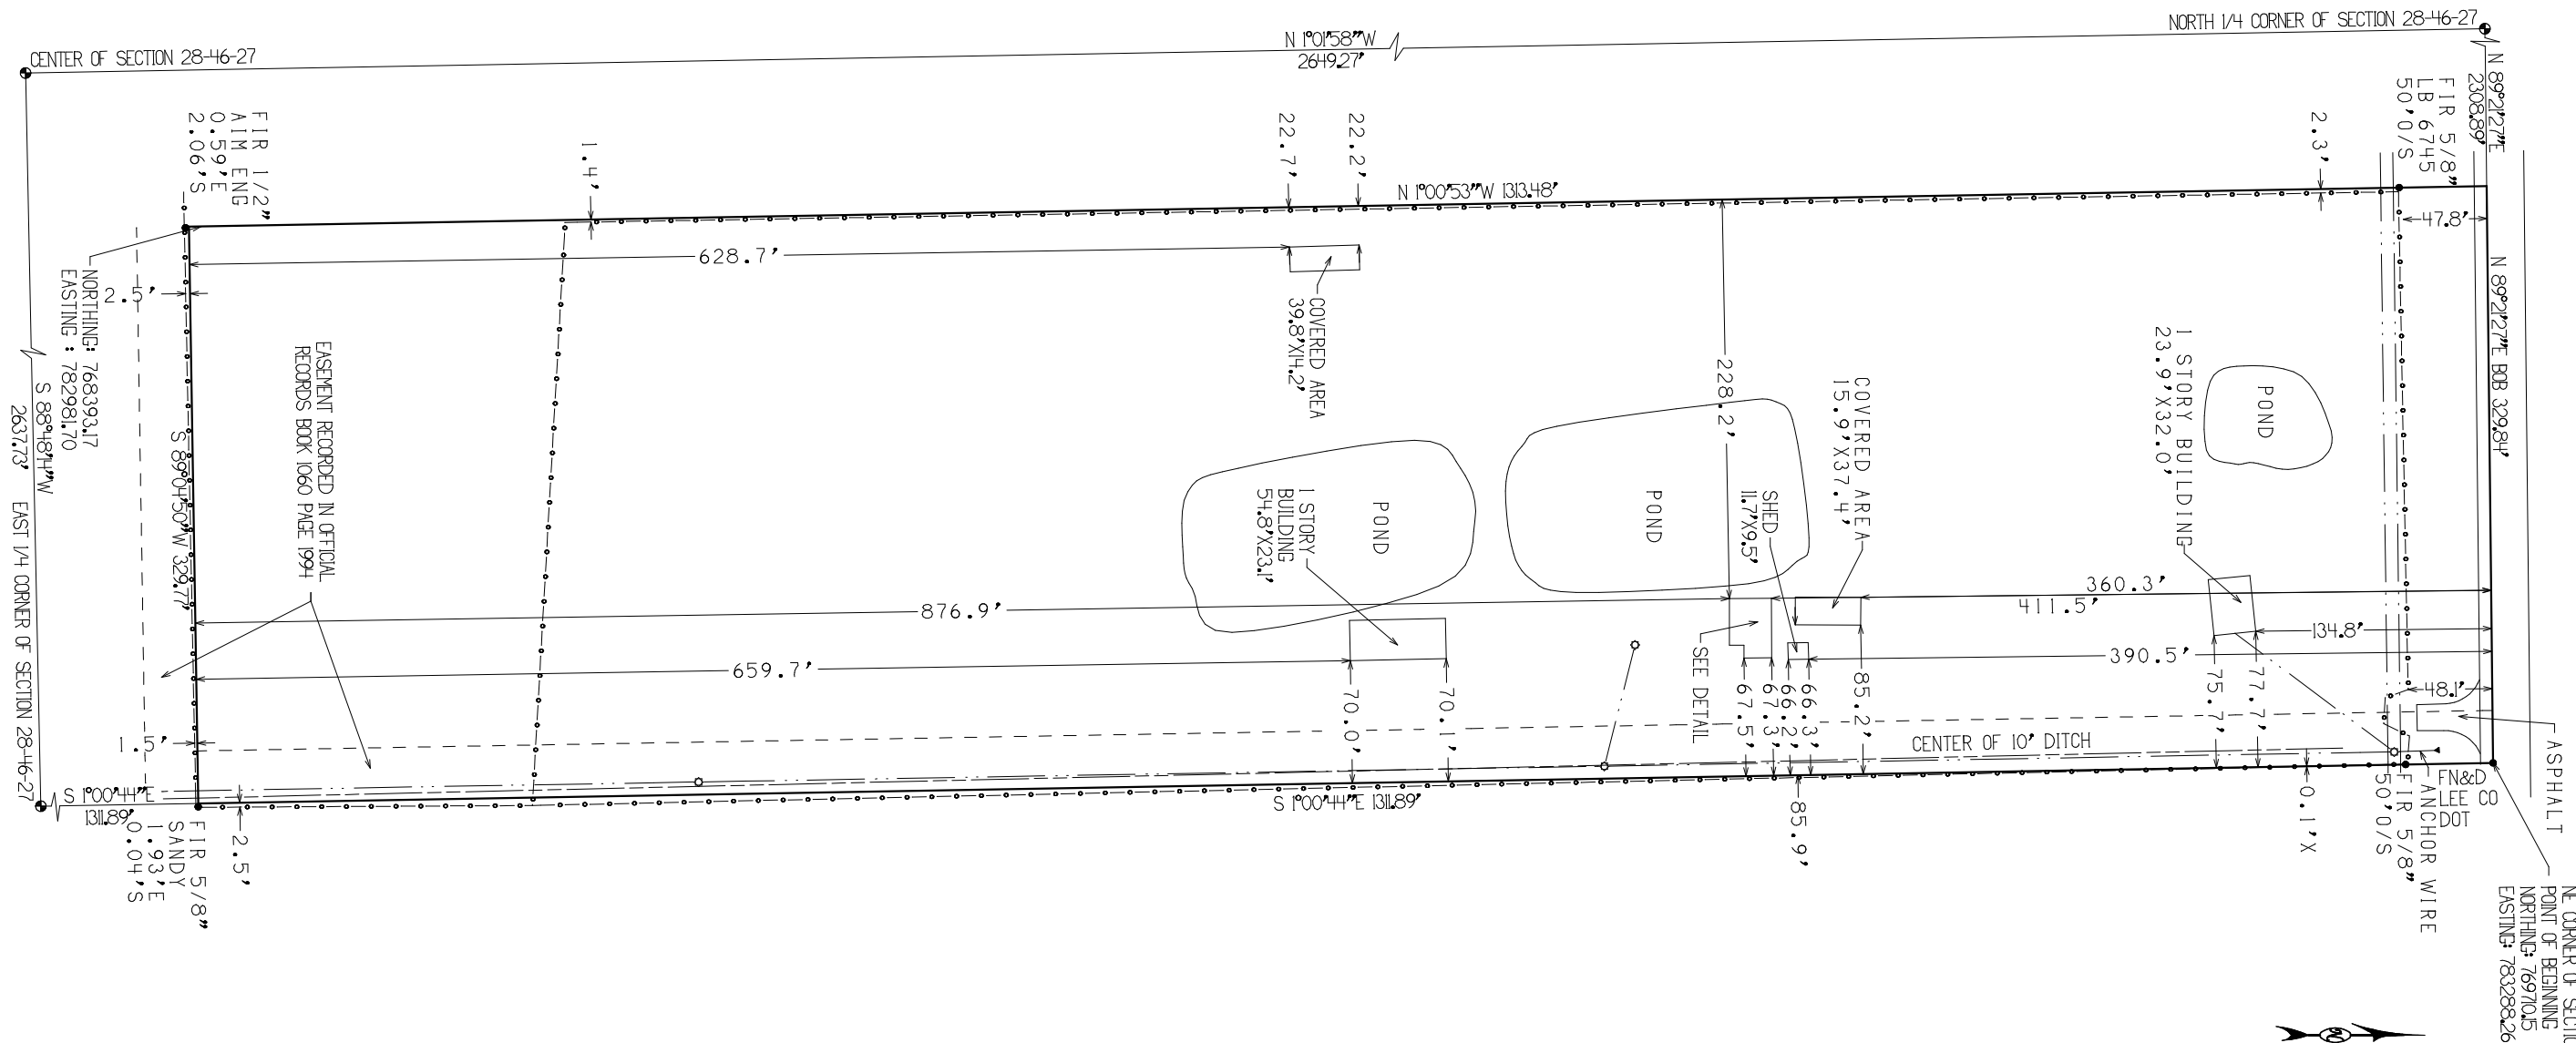 CENTER OF SECTION 28-46-27
N 1°01'58"W
2649.27'
NORTH 1/4 CORNER OF SECTION 28-46-27
N 89°21'27"E
2308.89'
FIR 5/8"
LB 6745
50'O/S
2.3'
22.2'
22.7'
1.4'
FIR 1/2"
AIM ENG
0.59'E
2.06'S
N 1°00'53"W 1313.48'
47.8'
628.7'
COVERED AREA
39.8'X14.2'
NORTHING: 768393.17
EASTING : 782981.70
2.5'
N 89°21'27"E BOB 329.84'
1 STORY BUILDING
23.9'X32.0'
POND
228.2'
COVERED AREA
15.9'X37.4'
EASEMENT RECORDED IN OFFICIAL
RECORDS BOOK 1060 PAGE 1994
S 88°48'14"W
2637.73'
EAST 1/4 CORNER OF SECTION 28-46-27
S 89°04'50"W 329.77'
SHED
11.7'X9.5'
POND
POND
1 STORY
BUILDING
54.8'X23.1'
360.3'
411.5'
876.9'
134.8'
390.5'
659.7'
SEE DETAIL
48.1'
77.7'
75.7'
85.2'
66.3'
66.2'
67.3'
67.5'
70.1'
70.0'
1.5'
CENTER OF 10' DITCH
ASPHALT
S 1°00'44"E
1311.89'
S 1°00'44"E 1311.89'
FIR 5/8"
SANDY
1.93'E
0.04'S
2.5'
85.9'
0.1'X
FIR 5/8"
50'O/S
ANCHOR WIRE
FN&D
LEE CO
DOT
NE CORNER OF
POINT OF BEGINNING
NORTHING: 769710.15
EASTING: 783288.26